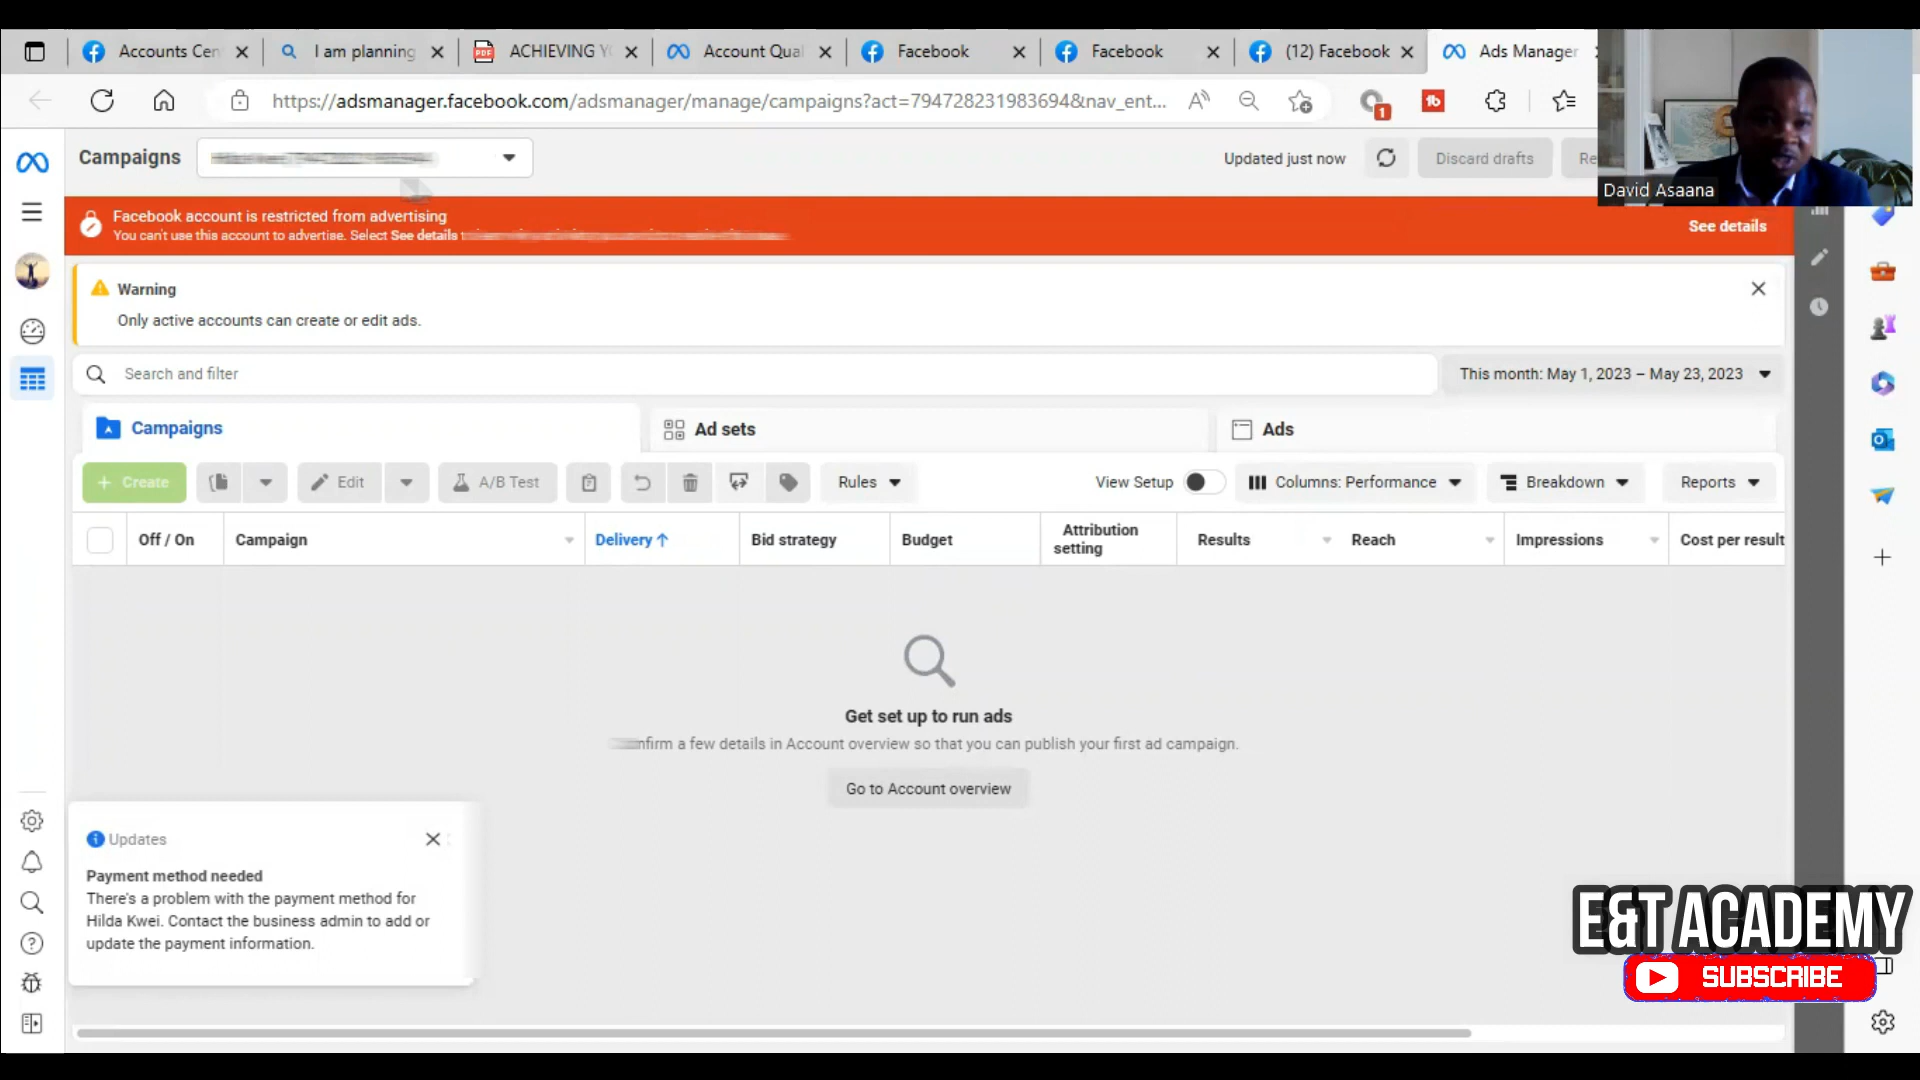 Accounts Cen
I am planning
ACHIEVING Y
Account Qual
Facebook
Facebook
(12) Facebook
Ads Manager
https://adsmanager.facebook.com/adsmanager/manage/campaigns?act=794728231983694&nav_ent...
1
Campaigns
Updated just now
Discard drafts
Re
David Asaana
Facebook account is restricted from advertising
You can't use this account to advertise. Select See details
See details
Warning
Only active accounts can create or edit ads.
Search and filter
This month: May 1, 2023 – May 23, 2023
Campaigns
Ad sets
Ads
+ Create
Edit
A/B Test
Rules
View Setup
Columns: Performance
Breakdown
Reports
Off / On
Campaign
Delivery ↑
Bid strategy
Budget
Attribution
setting
Results
Reach
Impressions
Cost per result
Get set up to run ads
nfirm a few details in Account overview so that you can publish your first ad campaign.
Go to Account overview
Updates
Payment method needed
There's a problem with the payment method for
Hilda Kwei. Contact the business admin to add or
update the payment information.
E&T ACADEMY
SUBSCRIBE